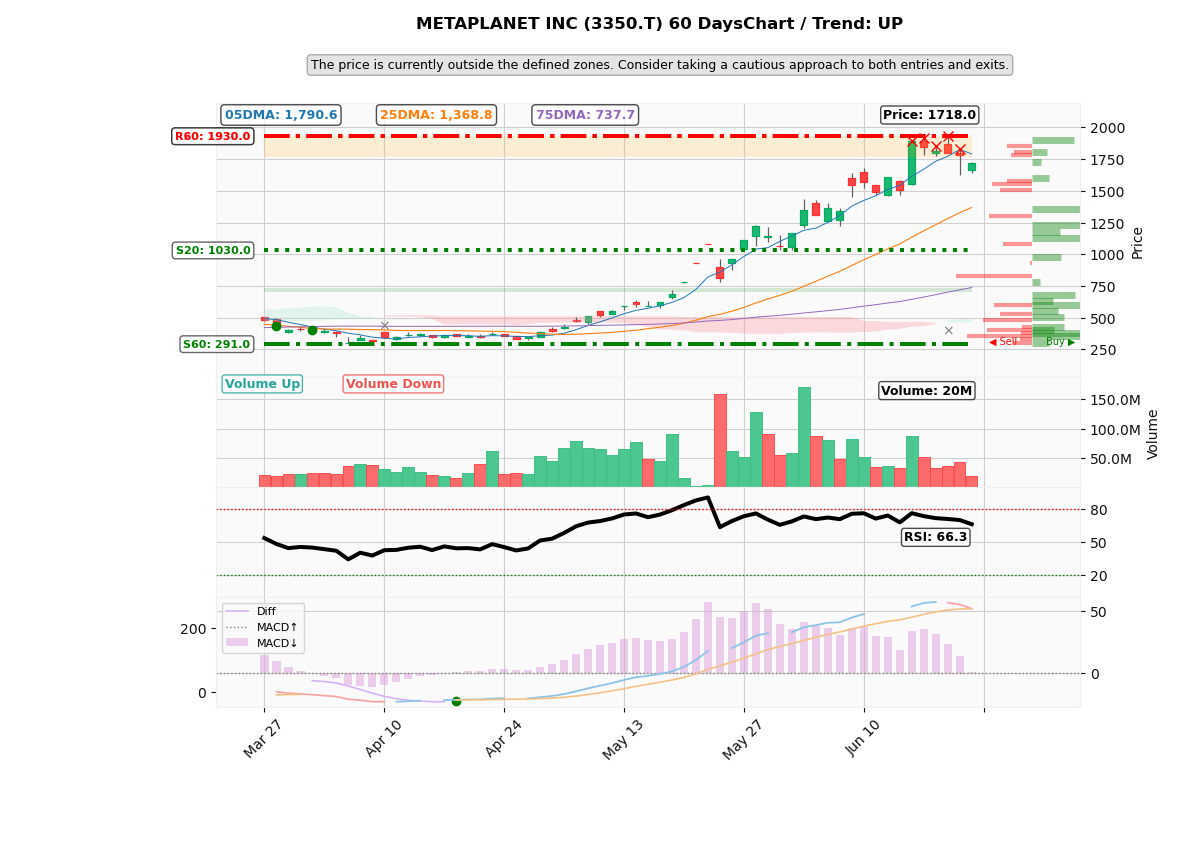 METAPLANET INC (3350.T) 60 DaysChart / Trend: UP
The price is currently outside the defined zones. Consider taking a cautious approach to both entries and exits.
05DMA: 1,790.6
25DMA: 1,368.8
75DMA: 737.7
Price: 1718.0
R60: 1930.0
S20: 1030.0
S60: 291.0
2000
1750
1500
1250
1000
750
500
250
Price
◀ Sell
Buy ▶
Volume Up
Volume Down
Volume: 20M
150.0M
100.0M
50.0M
Volume
80
50
20
RSI: 66.3
Diff
MACD↑
MACD↓
200
0
50
0
Mar 27
Apr 10
Apr 24
May 13
May 27
Jun 10